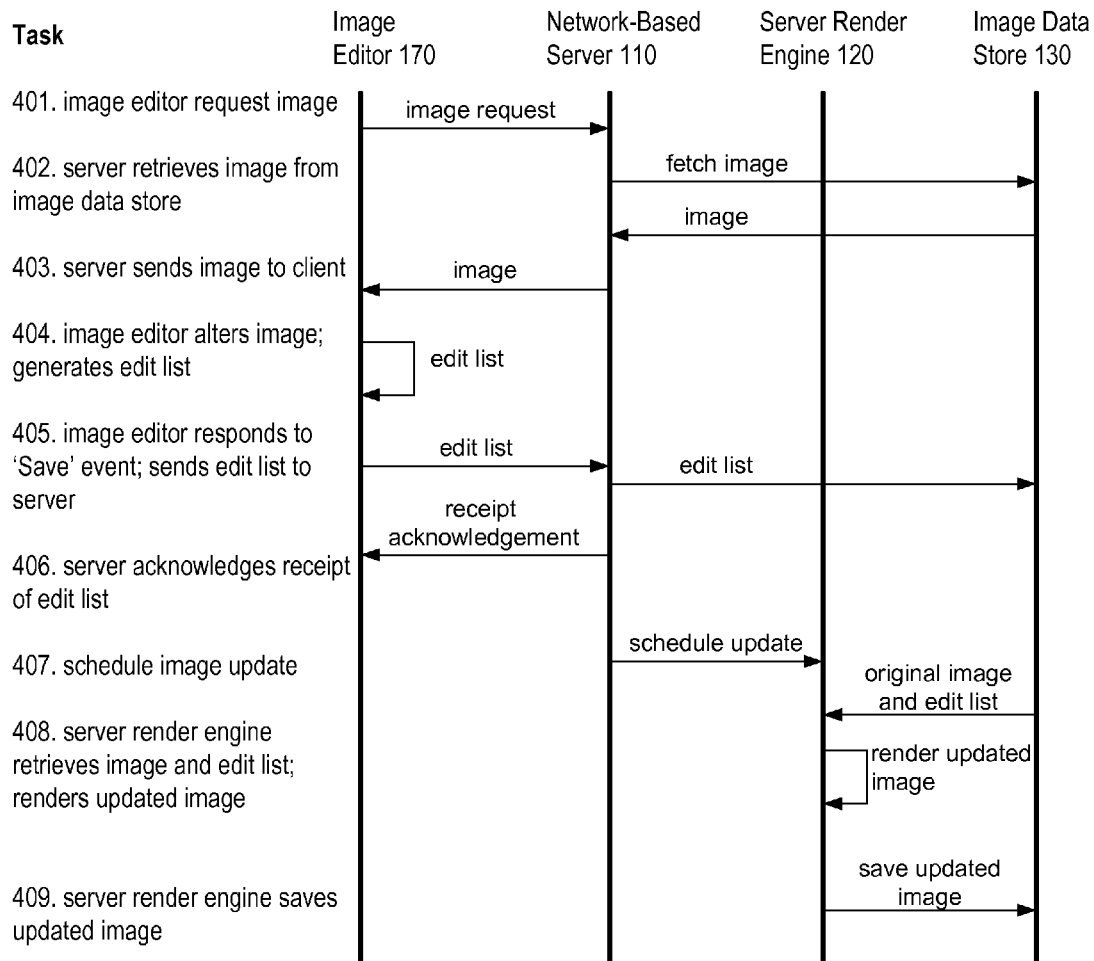 Task
Image
Editor 170
Network-Based
Server 110
Server Render
Engine 120
Image Data
Store 130
401. image editor request image
image request
402. server retrieves image from
image data store
fetch image
image
403. server sends image to client
image
404. image editor alters image;
generates edit list
edit list
405. image editor responds to
‘Save’ event; sends edit list to
server
edit list
edit list
receipt
acknowledgement
406. server acknowledges receipt
of edit list
407. schedule image update
schedule update
original image
and edit list
408. server render engine
retrieves image and edit list;
renders updated image
render updated
image
409. server render engine saves
updated image
save updated
image